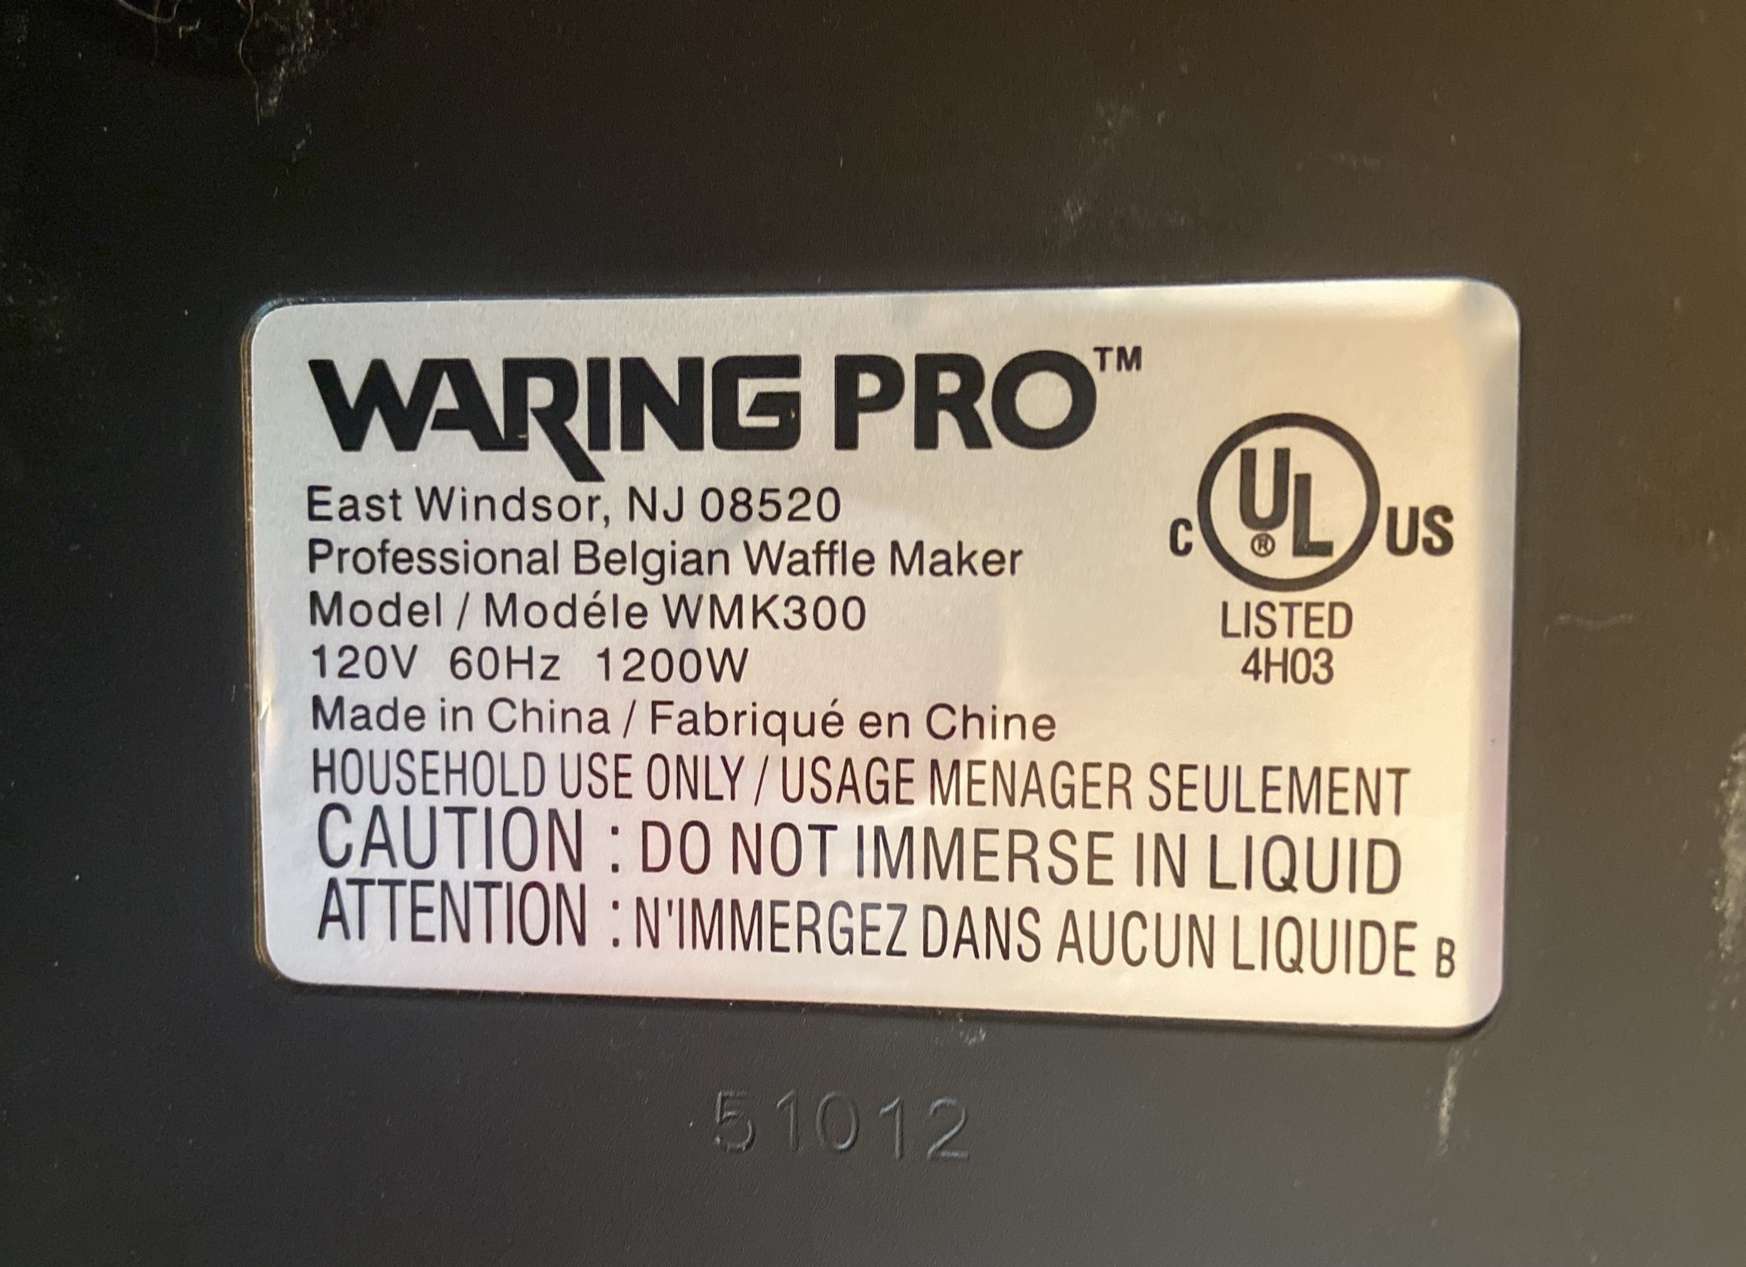 WARING PRO™
East Windsor, NJ 08520
Professional Belgian Waffle Maker
Model / Modéle WMK300
120V 60Hz 1200W
Made in China / Fabriqué en Chine
HOUSEHOLD USE ONLY / USAGE MENAGER SEULEMENT
CAUTION : DO NOT IMMERSE IN LIQUID
ATTENTION : N'IMMERGEZ DANS AUCUN LIQUIDE B
C UL® US
LISTED
4H03
51012